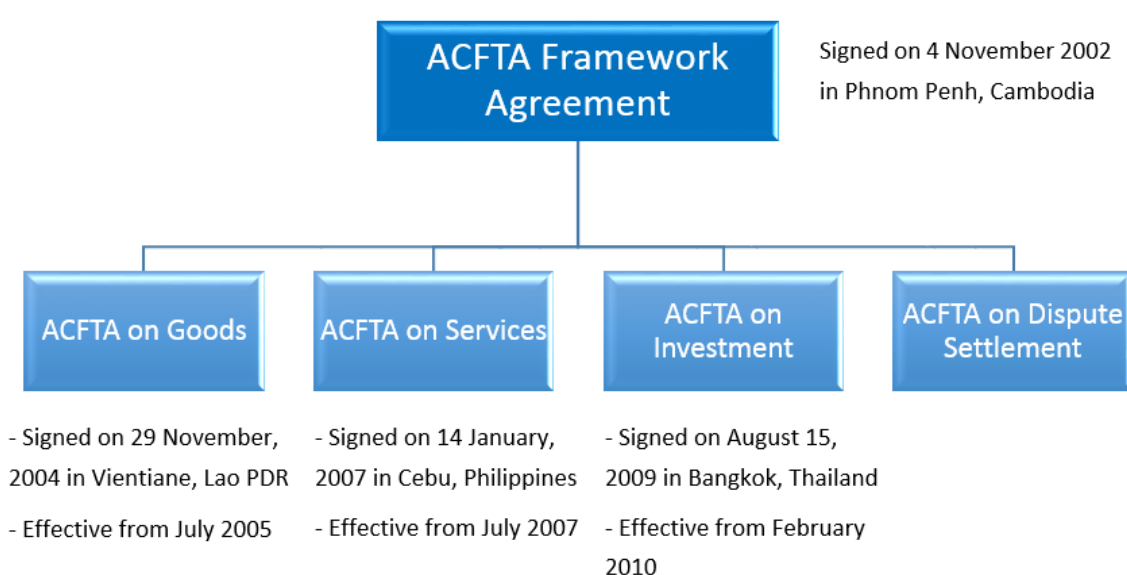 ACFTA Framework
Agreement
Signed on 4 November 2002
in Phnom Penh, Cambodia
ACFTA on Goods
ACFTA on Services
ACFTA on
Investment
ACFTA on Dispute
Settlement
- Signed on 29 November,
2004 in Vientiane, Lao PDR
- Effective from July 2005
- Signed on 14 January,
2007 in Cebu, Philippines
- Effective from July 2007
- Signed on August 15,
2009 in Bangkok, Thailand
- Effective from February
2010